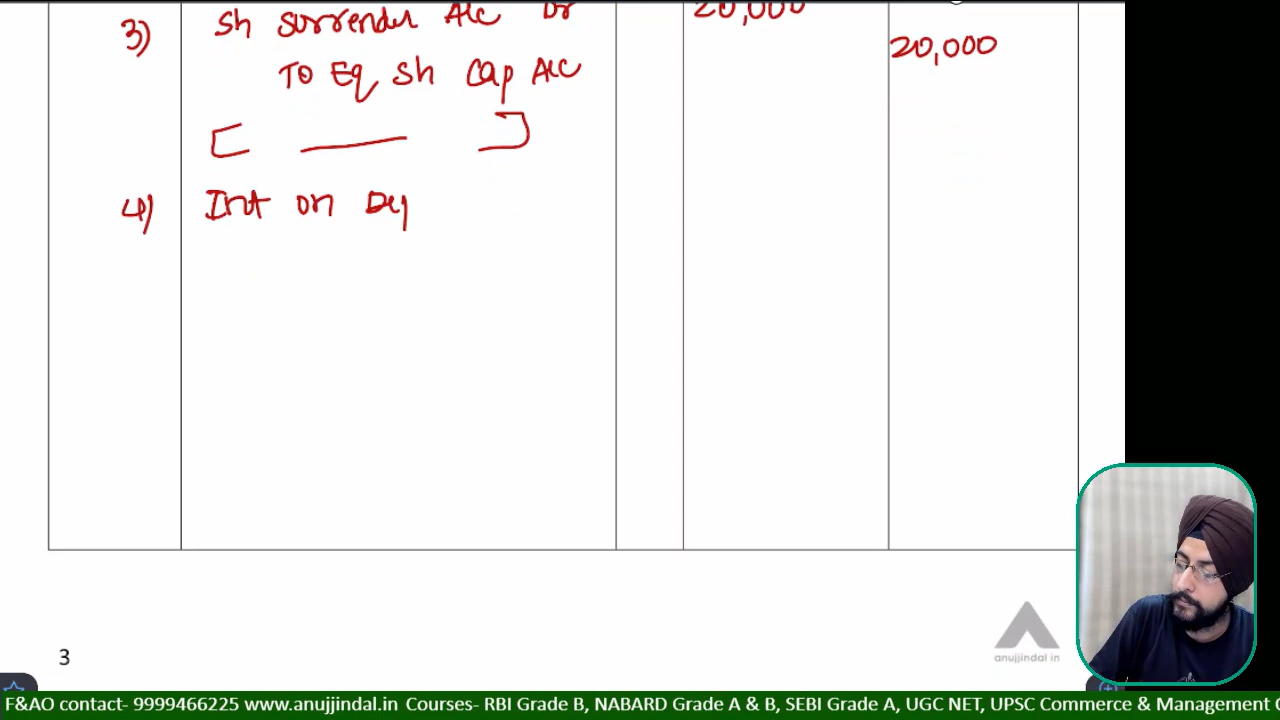 3) Sh Surrender A/c Dr 20,000
To Eq Sh Cap A/c 20,000
4) Int on
3
anujjindal in
F&AO contact- 9999466225 www.anujjindal.in Courses- RBI Grade B, NABARD Grade A & B, SEBI Grade A, UGC NET, UPSC Commerce & Management